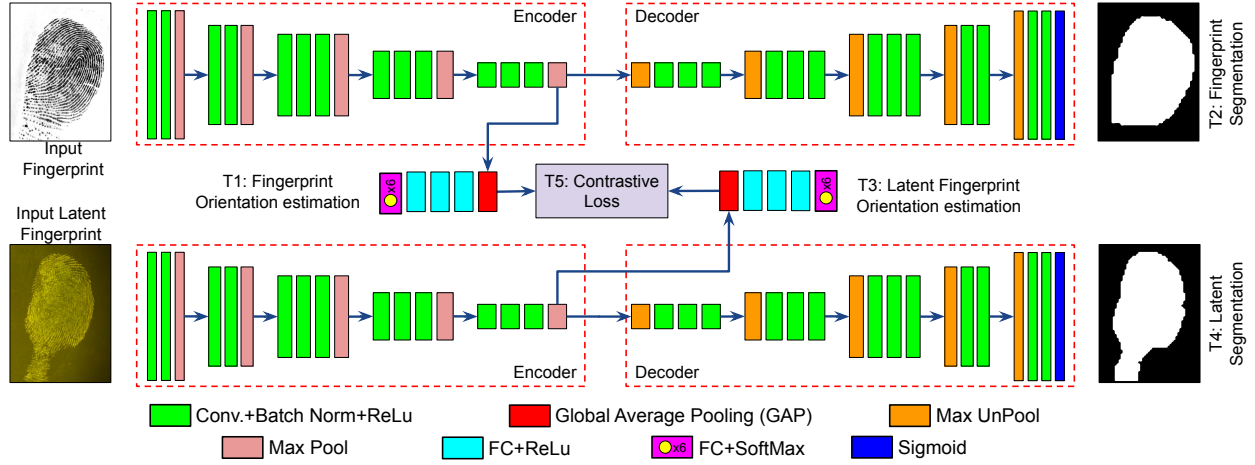 Encoder
Decoder
Input
Fingerprint
T2: Fingerprint
Segmentation
T1: Fingerprint
Orientation estimation
x6
T5: Contrastive
Loss
x6
T3: Latent Fingerprint
Orientation estimation
Input Latent
Fingerprint
Encoder
Decoder
T4: Latent
Segmentation
Conv.+Batch Norm+ReLu
Global Average Pooling (GAP)
Max UnPool
Max Pool
FC+ReLu
x6
FC+SoftMax
Sigmoid